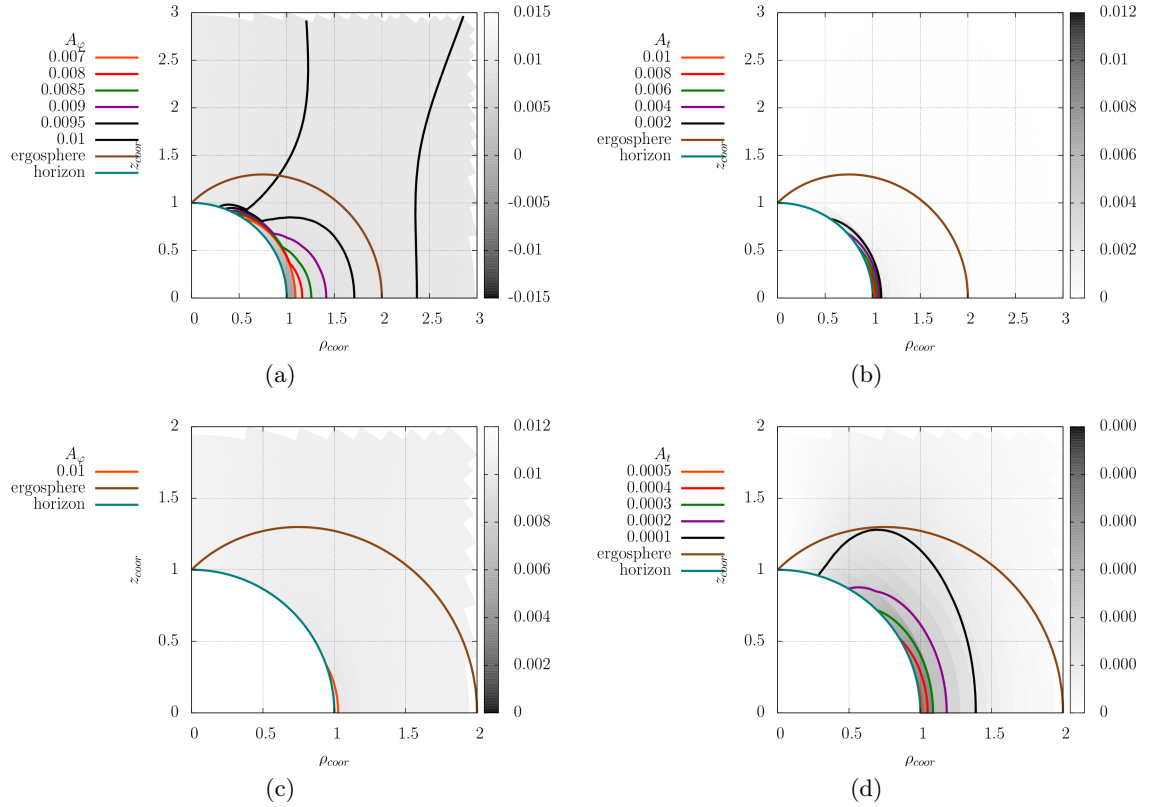 A_φ
0.007
0.008
0.0085
0.009
0.0095
0.01
ergosphere
horizon
z_coor
3
2.5
2
1.5
1
0.5
0
0.5 1 1.5 2 2.5 3
ρ_coor
0.015
0.01
0.005
0
-0.005
-0.01
-0.015
(a)
A_t
0.01
0.008
0.006
0.004
0.002
ergosphere
horizon
z_coor
3
2.5
2
1.5
1
0.5
0
0.5 1 1.5 2 2.5 3
ρ_coor
0.012
0.01
0.008
0.006
0.004
0.002
0
(b)
A_φ
0.01
ergosphere
horizon
z_coor
2
1.5
1
0.5
0
0.5 1 1.5 2
ρ_coor
0.012
0.01
0.008
0.006
0.004
0.002
0
(c)
A_t
0.0005
0.0004
0.0003
0.0002
0.0001
ergosphere
horizon
z_coor
2
1.5
1
0.5
0
0.5 1 1.5 2
ρ_coor
0.000
0.000
0.000
0.000
0.000
0.000
0
(d)